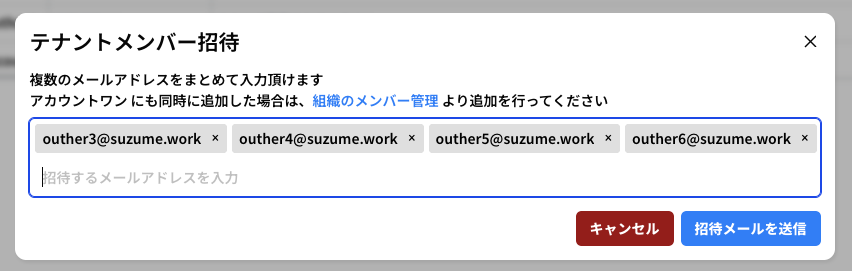 テナントメンバー招待
複数のメールアドレスをまとめて入力頂けます
アカウントワン にも同時に追加した場合は、組織のメンバー管理 より追加を行ってください
outher3@suzume.work × outher4@suzume.work × outher5@suzume.work × outher6@suzume.work ×
招待するメールアドレスを入力
キャンセル 招待メールを送信